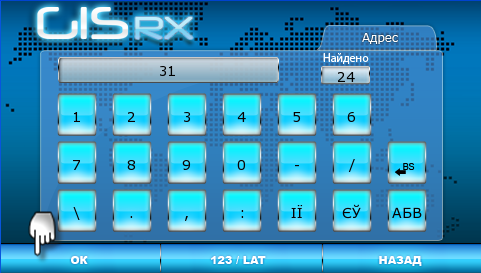 GISRX
Адрес
Найдено
31
24
1 2 3 4 5 6
7 8 9 0 - / BS
\ . , : ІЇ ЄЎ АБВ
OK 123 / LAT НАЗАД